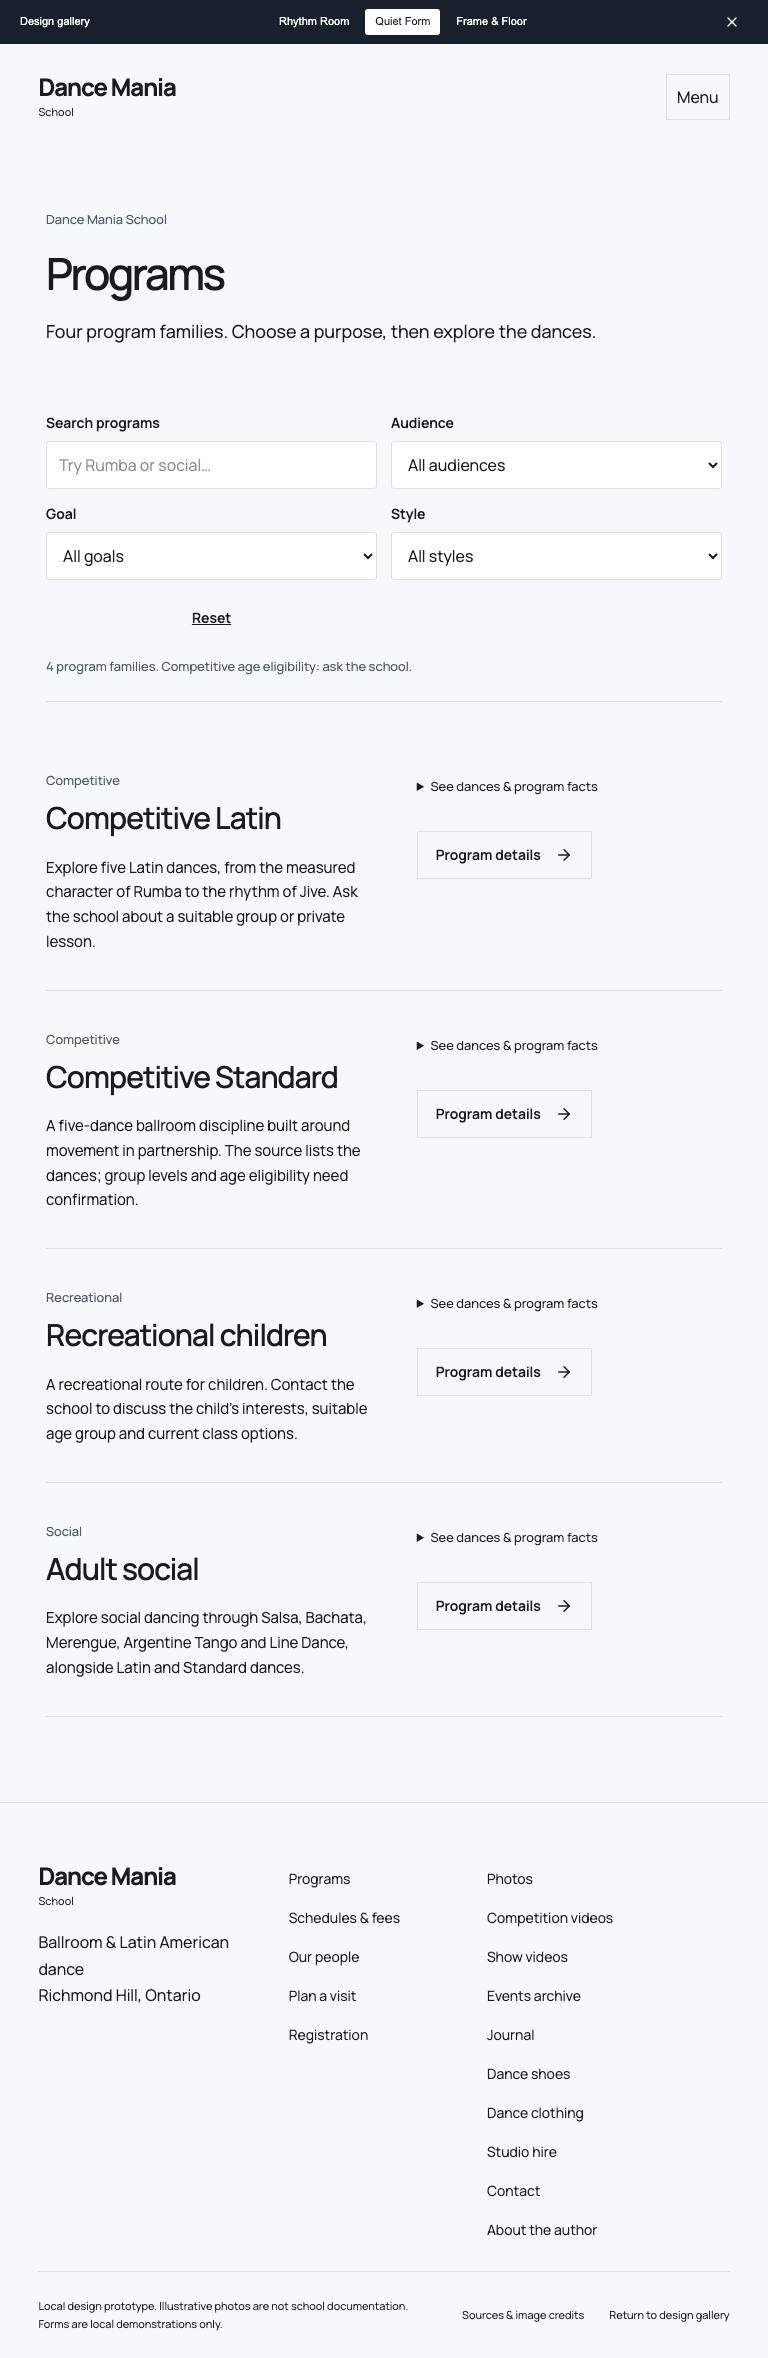 Design gallery
Rhythm Room
Quiet Form
Frame & Floor
Dance Mania
School
Menu
Dance Mania School
Programs
Four program families. Choose a purpose, then explore the dances.
Search programs
Audience
Try Rumba or social...
All audiences
Goal
Style
All goals
All styles
Reset
4 program families. Competitive age eligibility: ask the school.
Competitive
Competitive Latin
Explore five Latin dances, from the measured
character of Rumba to the rhythm of Jive. Ask
the school about a suitable group or private
lesson.
See dances & program facts
Program details
Competitive
Competitive Standard
A five-dance ballroom discipline built around
movement in partnership. The source lists the
dances; group levels and age eligibility need
confirmation.
See dances & program facts
Program details
Recreational
Recreational children
A recreational route for children. Contact the
school to discuss the child's interests, suitable
age group and current class options.
See dances & program facts
Program details
Social
Adult social
Explore social dancing through Salsa, Bachata,
Merengue, Argentine Tango and Line Dance,
alongside Latin and Standard dances.
See dances & program facts
Program details
Dance Mania
School
Ballroom & Latin American
dance
Richmond Hill, Ontario
Programs
Schedules & fees
Our people
Plan a visit
Registration
Photos
Competition videos
Show videos
Events archive
Journal
Dance shoes
Dance clothing
Studio hire
Contact
About the author
Local design prototype. Illustrative photos are not school documentation.
Forms are local demonstrations only.
Sources & image credits
Return to design gallery